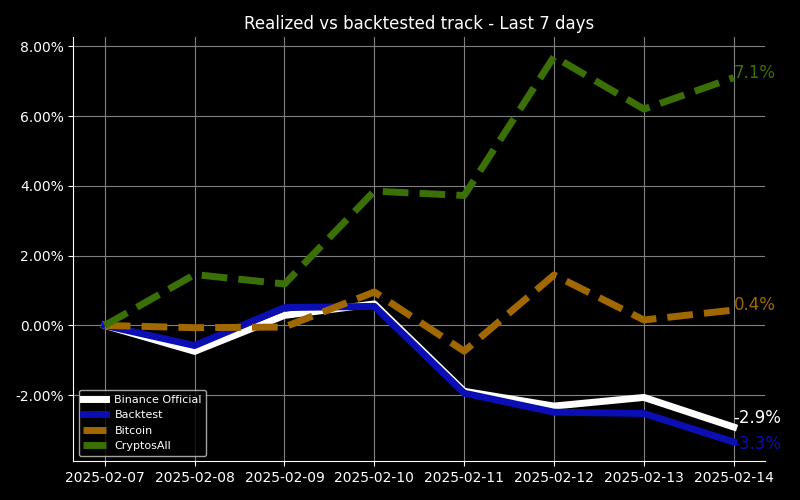 Realized vs backtested track - Last 7 days
8.00%
6.00%
4.00%
2.00%
0.00%
-2.00%
7.1%
0.4%
-2.9%
-3.3%
Binance Official
Backtest
Bitcoin
CryptosAll
2025-02-07 2025-02-08 2025-02-09 2025-02-10 2025-02-11 2025-02-12 2025-02-13 2025-02-14